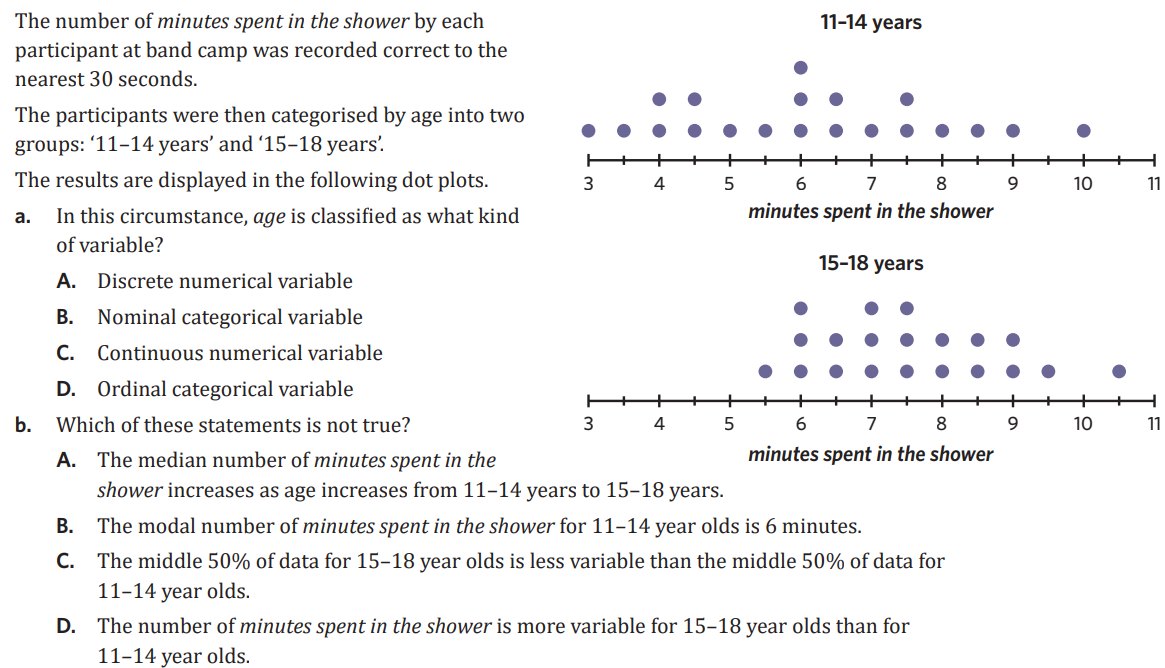 The number of minutes spent in the shower by each
participant at band camp was recorded correct to the
nearest 30 seconds.
The participants were then categorised by age into two
groups: ‘11–14 years’ and ‘15–18 years’.
The results are displayed in the following dot plots.
a. In this circumstance, age is classified as what kind
of variable?
A. Discrete numerical variable
B. Nominal categorical variable
C. Continuous numerical variable
D. Ordinal categorical variable
11–14 years
3 4 5 6 7 8 9 10 11
minutes spent in the shower
15–18 years
3 4 5 6 7 8 9 10 11
minutes spent in the shower
b. Which of these statements is not true?
A. The median number of minutes spent in the
shower increases as age increases from 11–14 years to 15–18 years.
B. The modal number of minutes spent in the shower for 11–14 year olds is 6 minutes.
C. The middle 50% of data for 15–18 year olds is less variable than the middle 50% of data for
11–14 year olds.
D. The number of minutes spent in the shower is more variable for 15–18 year olds than for
11–14 year olds.